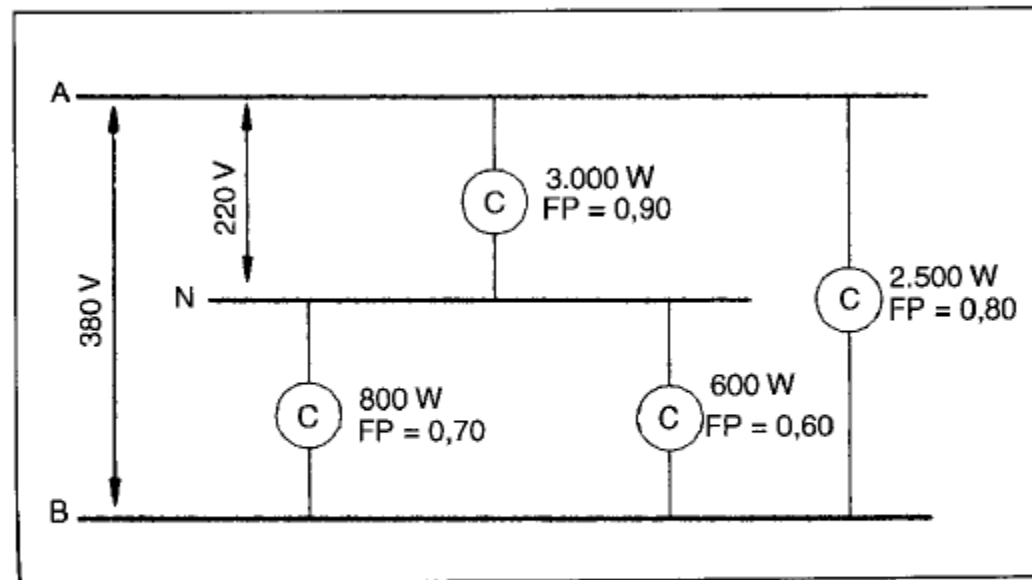 A
220 V
380 V
C
3.000 W
FP = 0,90
N
C
2.500 W
FP = 0,80
C
800 W
FP = 0,70
C
600 W
FP = 0,60
B